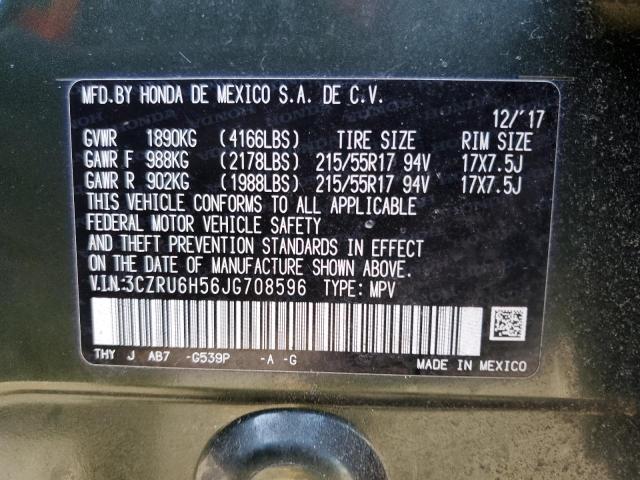 MFD.BY HONDA DE MEXICO S.A. DE C.V.
12/'17
GVWR 1890KG (4166LBS) TIRE SIZE RIM SIZE
GAWR F 988KG (2178LBS) 215/55R17 94V 17X7.5J
GAWR R 902KG (1988LBS) 215/55R17 94V 17X7.5J
THIS VEHICLE CONFORMS TO ALL APPLICABLE
FEDERAL MOTOR VEHICLE SAFETY
AND THEFT PREVENTION STANDARDS IN EFFECT
ON THE DATE OF MANUFACTURE SHOWN ABOVE.
V.I.N.:3CZRU6H56JG708596 TYPE: MPV
THY J AB7 -G539P -A -G
MADE IN MEXICO